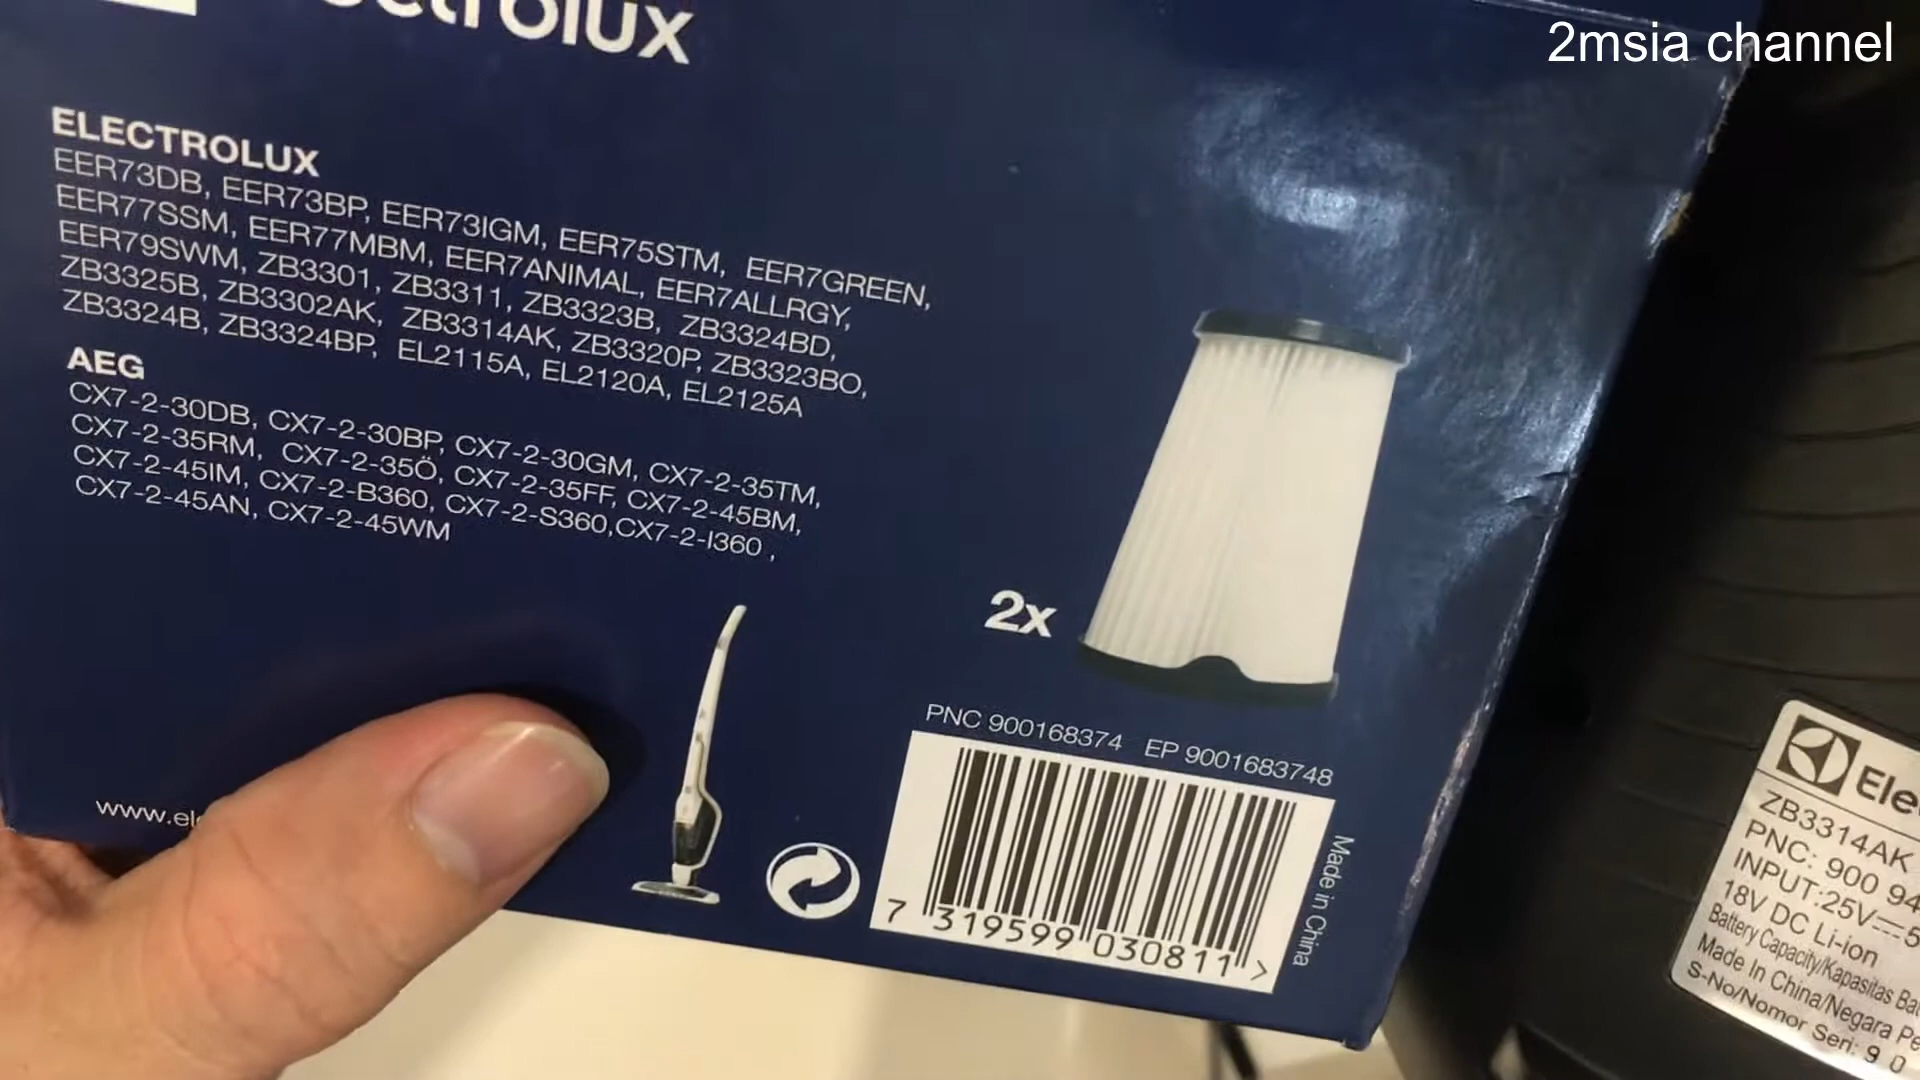 2msia channel
ELECTROLUX
EER73DB, EER73BP, EER73IGM, EER75STM, EER7GREEN,
EER77SSM, EER77MBM, EER7ANIMAL, EER7ALLRGY,
EER79SWM, ZB3301, ZB3311, ZB3323B, ZB3324BD,
ZB3325B, ZB3302AK, ZB3314AK, ZB3320P, ZB3323BO,
ZB3324B, ZB3324BP, EL2115A, EL2120A, EL2125A
AEG
CX7-2-30DB, CX7-2-30BP, CX7-2-30GM, CX7-2-35TM,
CX7-2-35RM, CX7-2-35Ö, CX7-2-35FF, CX7-2-45BM,
CX7-2-45IM, CX7-2-B360, CX7-2-S360,CX7-2-I360 ,
CX7-2-45AN, CX7-2-45WM
2x
PNC 900168374 EP 9001683748
7 319599 030811 >
Made in China
www.el
Ele
ZB3314AK
PNC: 900 94
INPUT:25V
18V DC Li-ion
Battery Capacity/Kapasitas Ba
Made In China/Negara Pe
S-No/Nomor Seri: 9 0